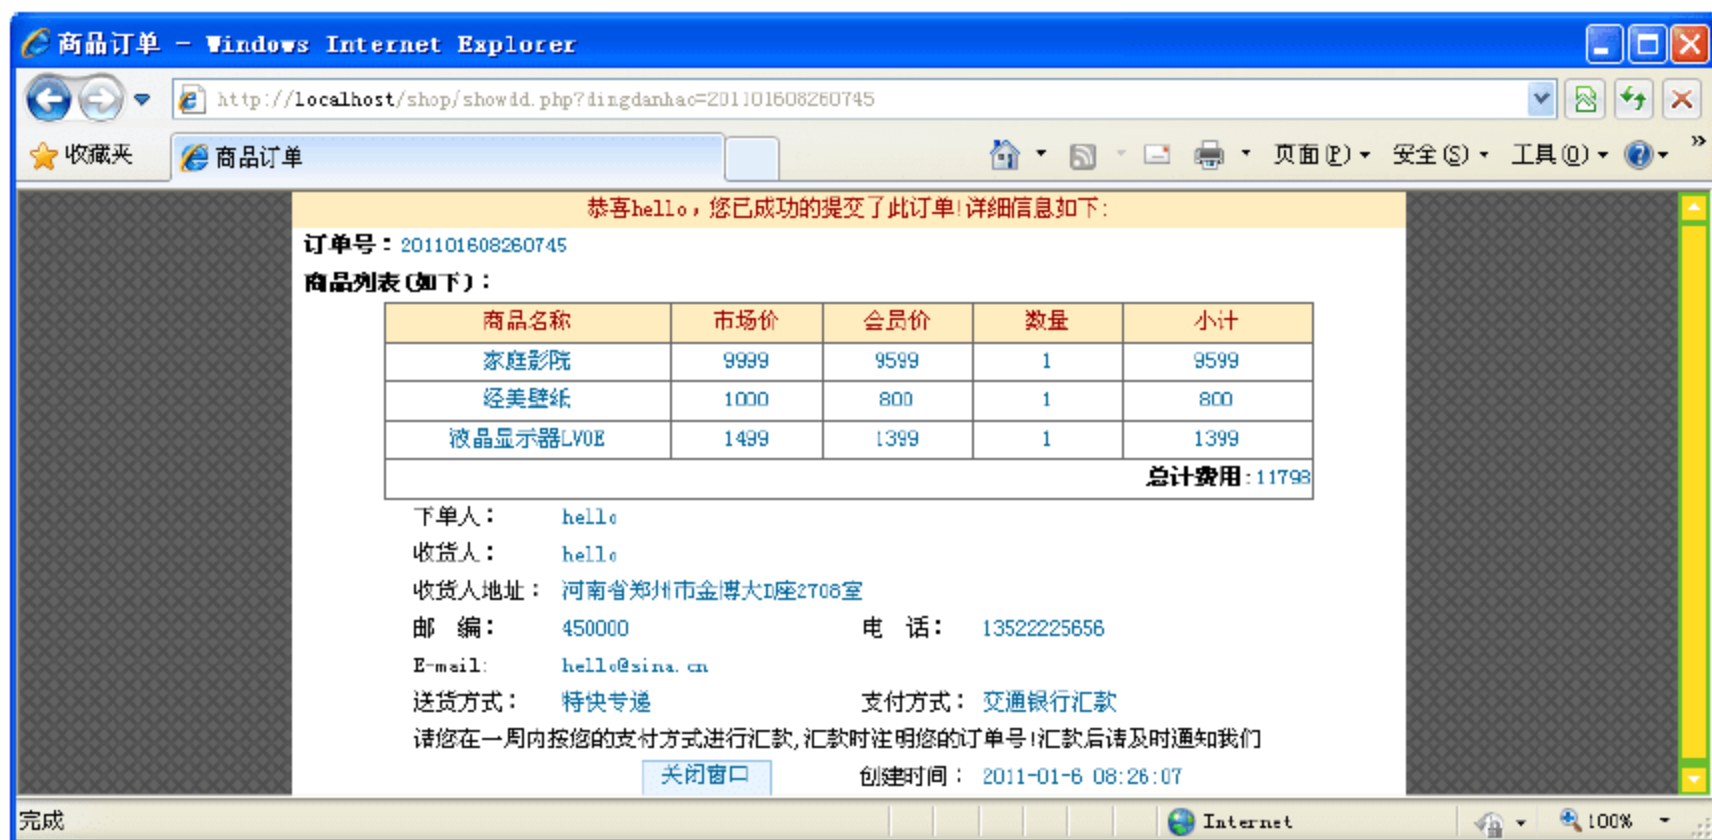 商品订单 - Windows Internet Explorer
http://localhost/shop/showdd.php?dingdanhao=201101608260745
收藏夹 商品订单 页面(P) 安全(S) 工具(O) »
恭喜hello，您已成功的提交了此订单!详细信息如下:
订单号：201101608260745
商品列表(如下)：
商品名称 市场价 会员价 数量 小计
家庭影院 9999 9599 1 9599
经美壁纸 1000 800 1 800
液晶显示器LVOE 1499 1399 1 1399
总计费用:11798
下单人： hello
收货人： hello
收货人地址： 河南省郑州市金博大D座2708室
邮 编： 450000 电 话： 13522225656
E-mail: hello@sina.cn
送货方式： 特快专递 支付方式： 交通银行汇款
请您在一周内按您的支付方式进行汇款,汇款时注明您的订单号!汇款后请及时通知我们
关闭窗口 创建时间： 2011-01-6 08:26:07
完成 Internet 100%